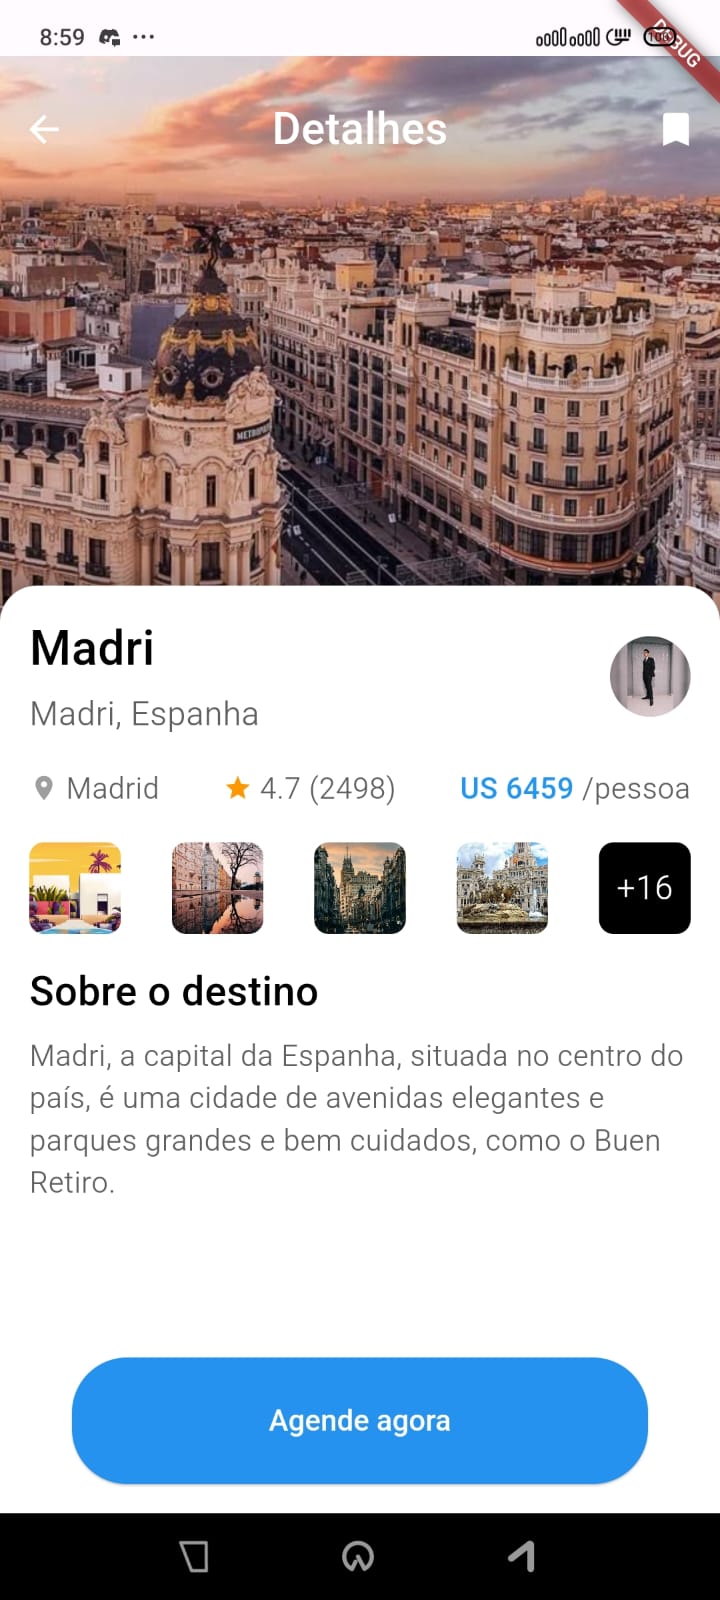 8:59
DEBUG
Detalhes
METROPOLIS
Madri
Madri, Espanha
Madrid 4.7 (2498) US 6459 /pessoa
+16
Sobre o destino
Madri, a capital da Espanha, situada no centro do
país, é uma cidade de avenidas elegantes e
parques grandes e bem cuidados, como o Buen
Retiro.
Agende agora